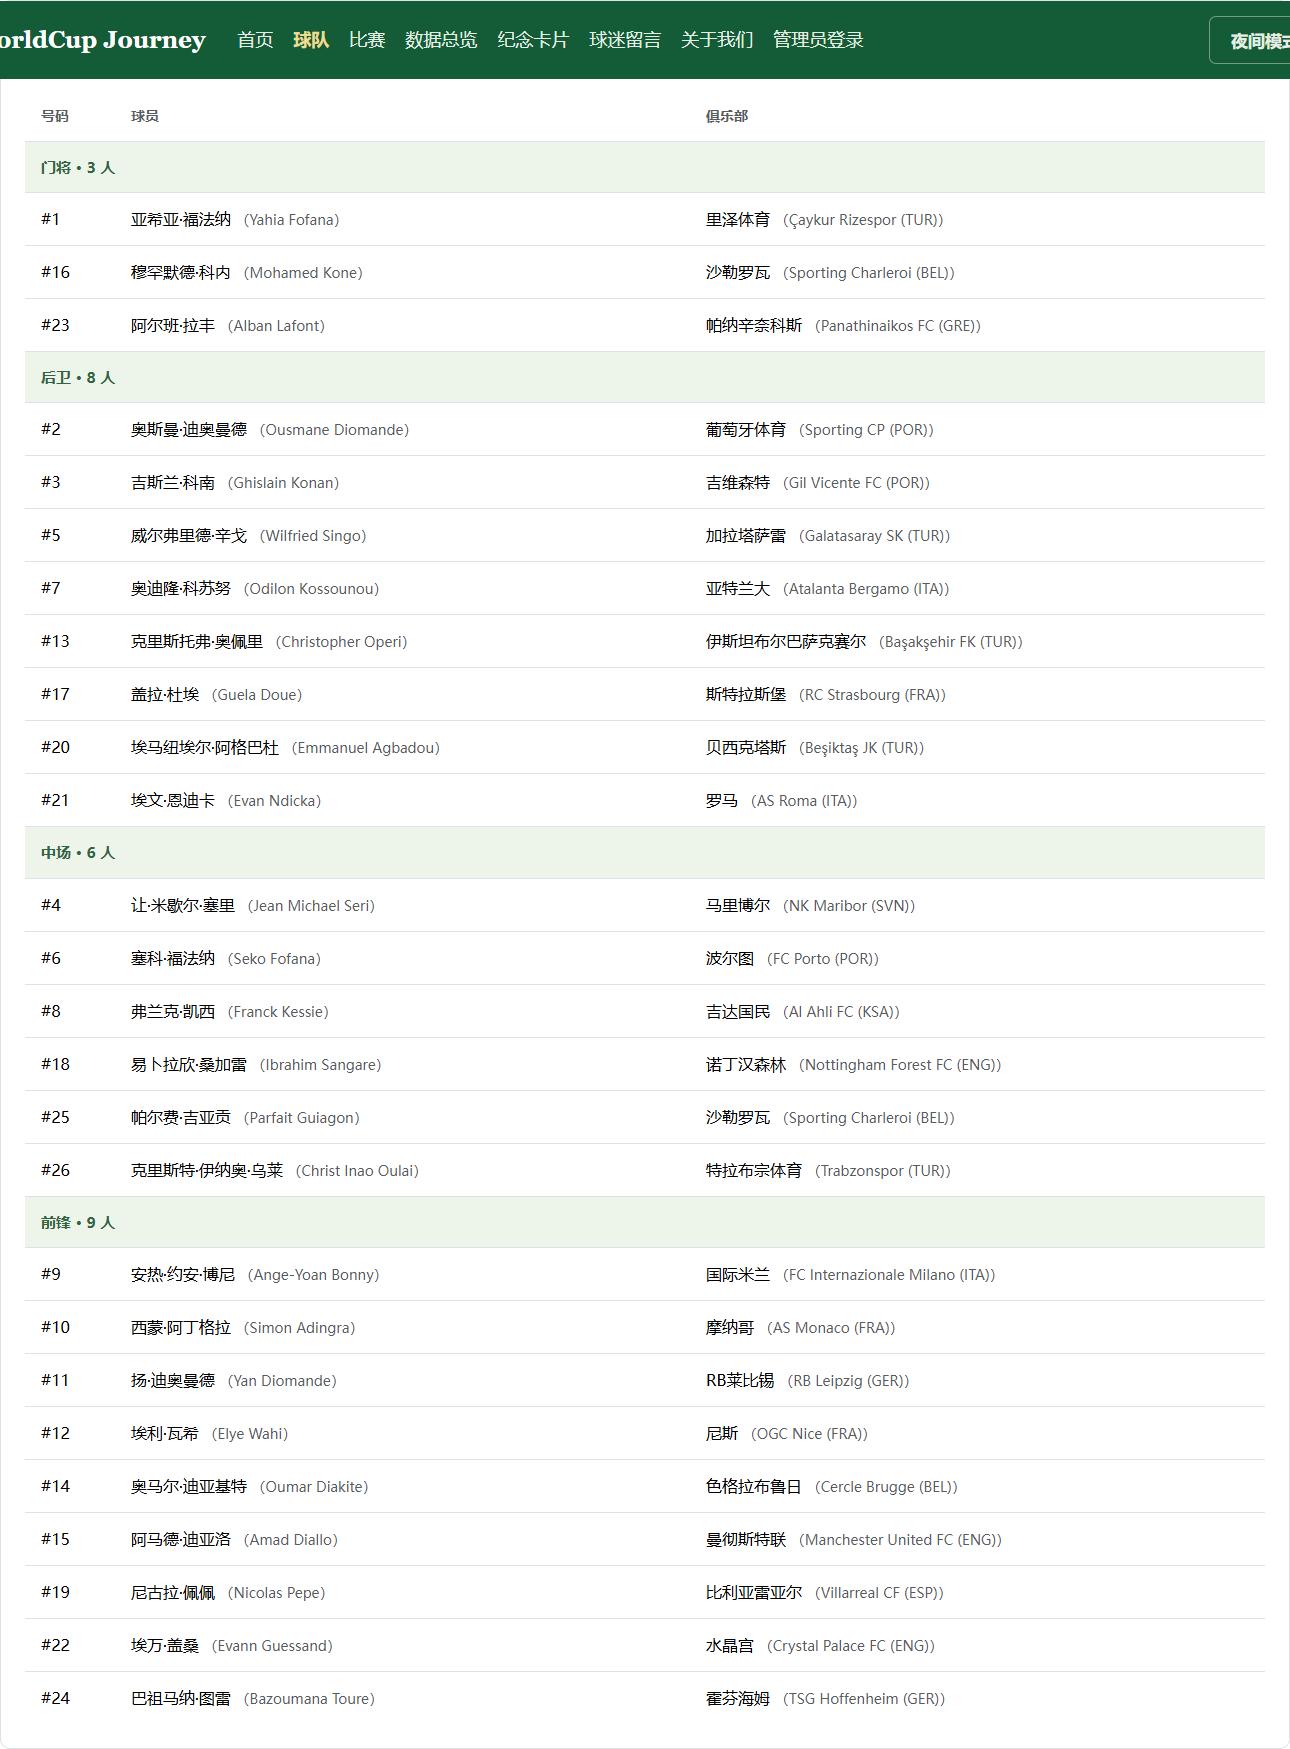 orldCup Journey 首页 球队 比赛 数据总览 纪念卡片 球迷留言 关于我们 管理员登录 夜间模式
号码 球员 俱乐部
门将 • 3 人
#1 亚希亚·福法纳 (Yahia Fofana) 里泽体育 (Çaykur Rizespor (TUR))
#16 穆罕默德·科内 (Mohamed Kone) 沙勒罗瓦 (Sporting Charleroi (BEL))
#23 阿尔班·拉丰 (Alban Lafont) 帕纳辛奈科斯 (Panathinaikos FC (GRE))
后卫 • 8 人
#2 奥斯曼·迪奥曼德 (Ousmane Diomande) 葡萄牙体育 (Sporting CP (POR))
#3 吉斯兰·科南 (Ghislain Konan) 吉维森特 (Gil Vicente FC (POR))
#5 威尔弗里德·辛戈 (Wilfried Singo) 加拉塔萨雷 (Galatasaray SK (TUR))
#7 奥迪隆·科苏努 (Odilon Kossounou) 亚特兰大 (Atalanta Bergamo (ITA))
#13 克里斯托弗·奥佩里 (Christopher Operi) 伊斯坦布尔巴萨克赛尔 (Başakşehir FK (TUR))
#17 盖拉·杜埃 (Guela Doue) 斯特拉斯堡 (RC Strasbourg (FRA))
#20 埃马纽埃尔·阿格巴杜 (Emmanuel Agbadou) 贝西克塔斯 (Beşiktaş JK (TUR))
#21 埃文·恩迪卡 (Evan Ndicka) 罗马 (AS Roma (ITA))
中场 • 6 人
#4 让·米歇尔·塞里 (Jean Michael Seri) 马里博尔 (NK Maribor (SVN))
#6 塞科·福法纳 (Seko Fofana) 波尔图 (FC Porto (POR))
#8 弗兰克·凯西 (Franck Kessie) 吉达国民 (Al Ahli FC (KSA))
#18 易卜拉欣·桑加雷 (Ibrahim Sangare) 诺丁汉森林 (Nottingham Forest FC (ENG))
#25 帕尔费·吉亚贡 (Parfait Guiagon) 沙勒罗瓦 (Sporting Charleroi (BEL))
#26 克里斯特·伊纳奥·乌莱 (Christ Inao Oulai) 特拉布宗体育 (Trabzonspor (TUR))
前锋 • 9 人
#9 安热·约安·博尼 (Ange-Yoan Bonny) 国际米兰 (FC Internazionale Milano (ITA))
#10 西蒙·阿丁格拉 (Simon Adingra) 摩纳哥 (AS Monaco (FRA))
#11 扬·迪奥曼德 (Yan Diomande) RB莱比锡 (RB Leipzig (GER))
#12 埃利·瓦希 (Elye Wahi) 尼斯 (OGC Nice (FRA))
#14 奥马尔·迪亚基特 (Oumar Diakite) 色格拉布鲁日 (Cercle Brugge (BEL))
#15 阿马德·迪亚洛 (Amad Diallo) 曼彻斯特联 (Manchester United FC (ENG))
#19 尼古拉·佩佩 (Nicolas Pepe) 比利亚雷亚尔 (Villarreal CF (ESP))
#22 埃万·盖桑 (Evann Guessand) 水晶宫 (Crystal Palace FC (ENG))
#24 巴祖马纳·图雷 (Bazoumana Toure) 霍芬海姆 (TSG Hoffenheim (GER))